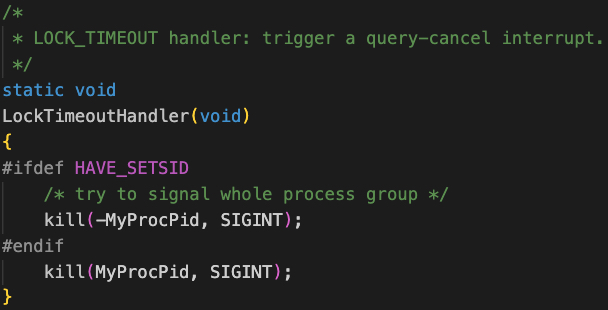 /*
 * LOCK_TIMEOUT handler: trigger a query-cancel interrupt.
 */
static void
LockTimeoutHandler(void)
{
#ifdef HAVE_SETSID
    /* try to signal whole process group */
    kill(-MyProcPid, SIGINT);
#endif
    kill(MyProcPid, SIGINT);
}